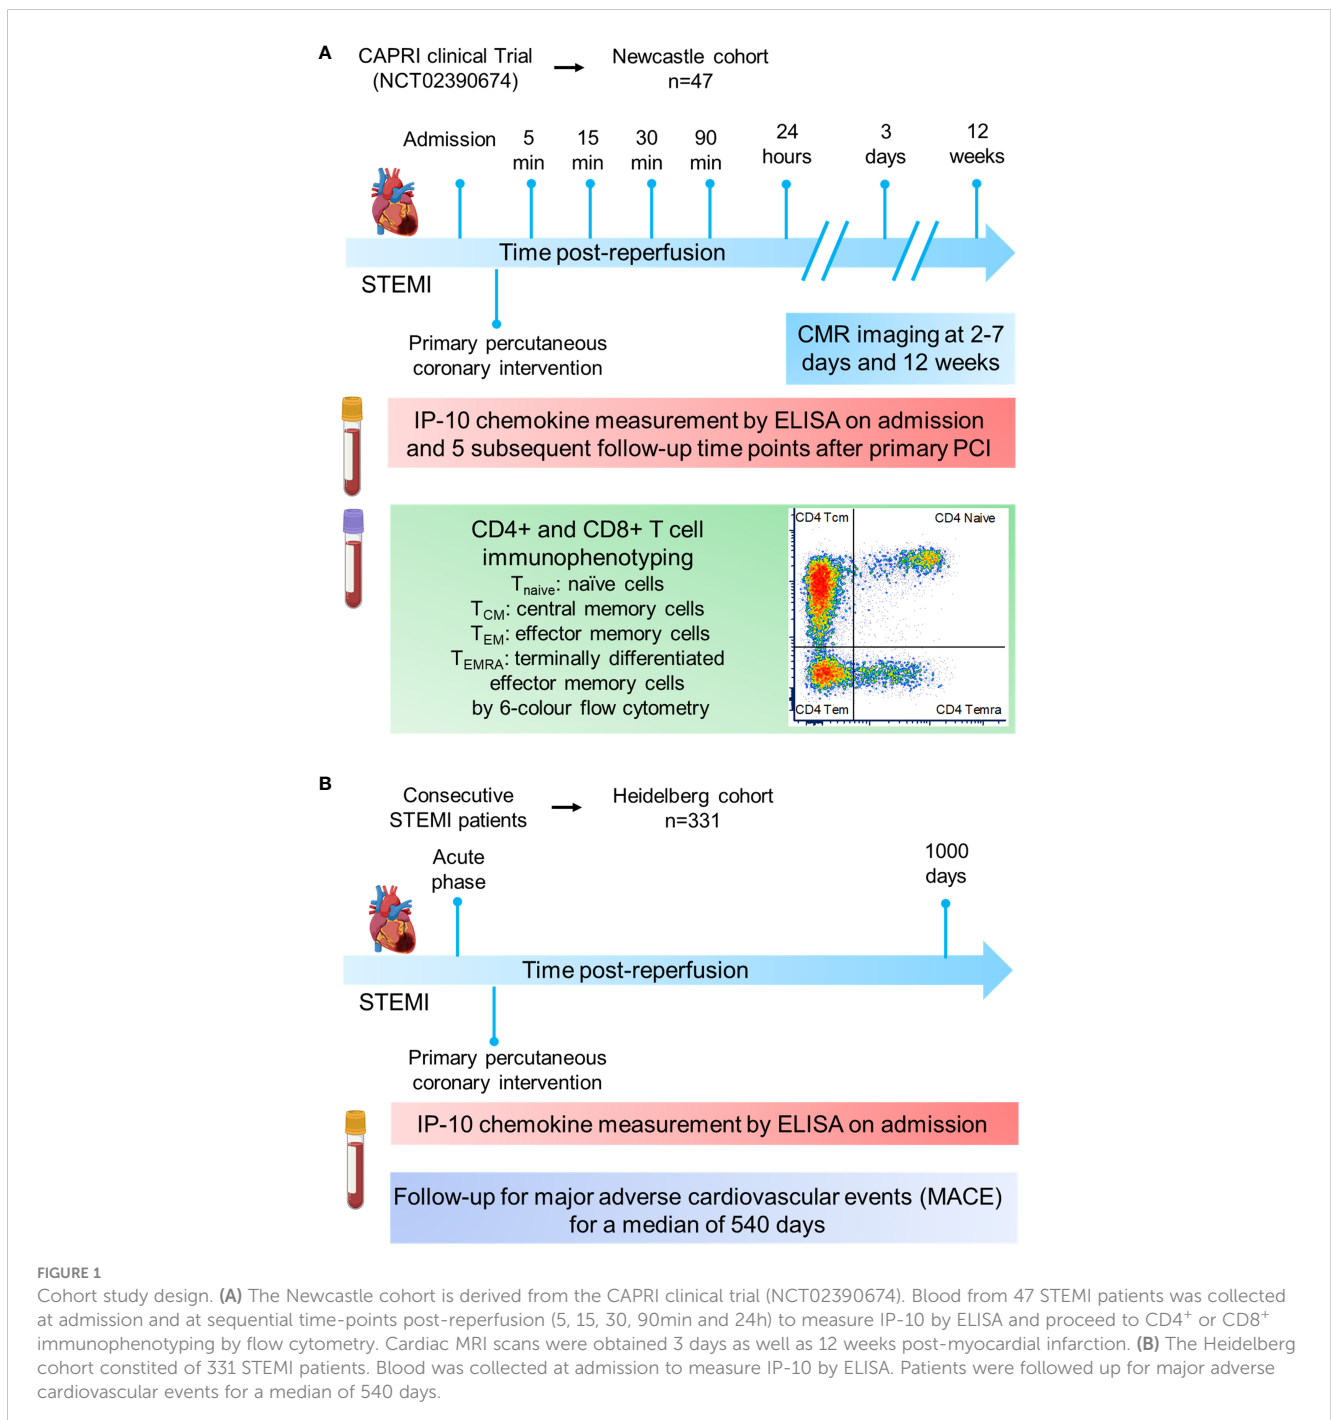 A
CAPRI clinical Trial
(NCT02390674)
Newcastle cohort
n=47
Admission
5
min
15
min
30
min
90
min
24
hours
3
days
12
weeks
Time post-reperfusion
STEMI
Primary percutaneous
coronary intervention
CMR imaging at 2-7
days and 12 weeks
IP-10 chemokine measurement by ELISA on admission
and 5 subsequent follow-up time points after primary PCI
CD4+ and CD8+ T cell
immunophenotyping
Tnaive: naïve cells
TCM: central memory cells
TEM: effector memory cells
TEMRA: terminally differentiated
effector memory cells
by 6-colour flow cytometry
CD4 Tcm
CD4 Naive
CD4 Tem
CD4 Temra
B
Consecutive
STEMI patients
Heidelberg cohort
n=331
Acute
phase
1000
days
Time post-reperfusion
STEMI
Primary percutaneous
coronary intervention
IP-10 chemokine measurement by ELISA on admission
Follow-up for major adverse cardiovascular events (MACE)
for a median of 540 days
FIGURE 1
Cohort study design. (A) The Newcastle cohort is derived from the CAPRI clinical trial (NCT02390674). Blood from 47 STEMI patients was collected
at admission and at sequential time-points post-reperfusion (5, 15, 30, 90min and 24h) to measure IP-10 by ELISA and proceed to CD4⁺ or CD8⁺
immunophenotyping by flow cytometry. Cardiac MRI scans were obtained 3 days as well as 12 weeks post-myocardial infarction. (B) The Heidelberg
cohort constited of 331 STEMI patients. Blood was collected at admission to measure IP-10 by ELISA. Patients were followed up for major adverse
cardiovascular events for a median of 540 days.